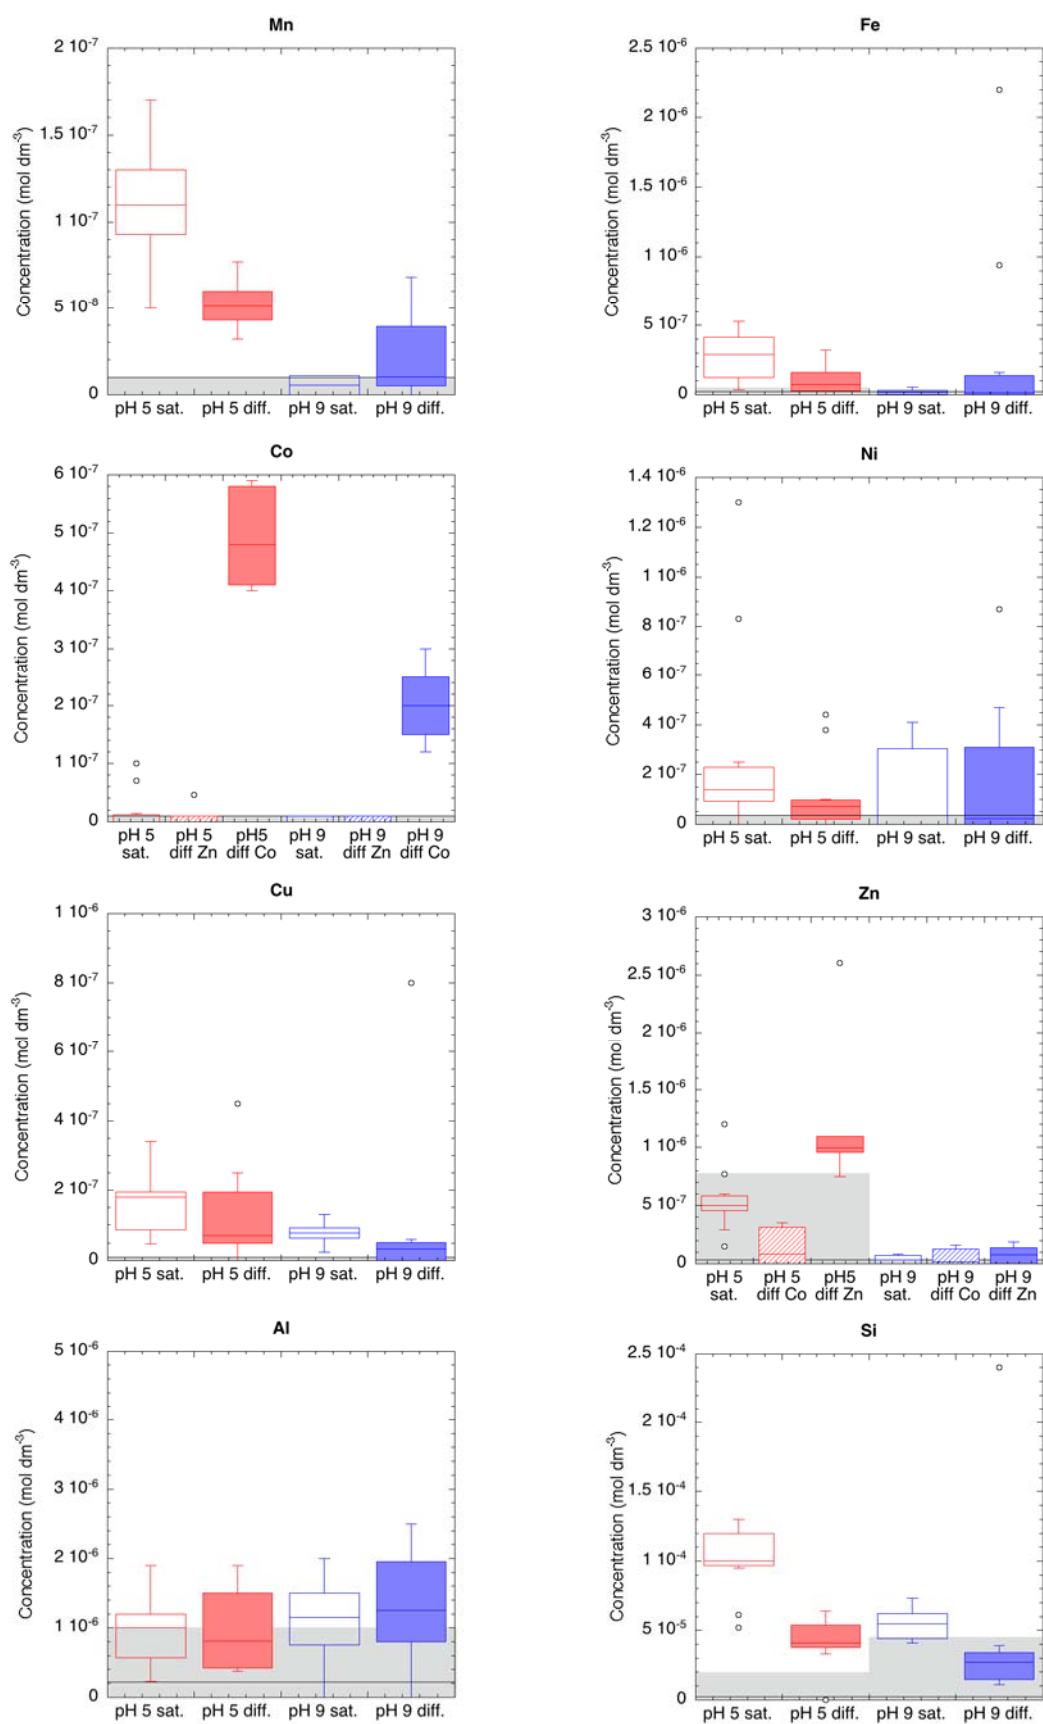 Mn
2 10-7
1.5 10-7
1 10-7
5 10-8
0
Concentration (mol dm-3)
pH 5 sat. pH 5 diff. pH 9 sat. pH 9 diff.
Fe
2.5 10-6
2 10-6
1.5 10-6
1 10-6
5 10-7
0
Concentration (mol dm-3)
pH 5 sat. pH 5 diff. pH 9 sat. pH 9 diff.
Co
6 10-7
5 10-7
4 10-7
3 10-7
2 10-7
1 10-7
0
Concentration (mol dm-3)
pH 5 pH 5 pH5 pH 9 pH 9 pH 9
sat. diff Zn diff Co sat. diff Zn diff Co
Ni
1.4 10-6
1.2 10-6
1 10-6
8 10-7
6 10-7
4 10-7
2 10-7
0
Concentration (mol dm-3)
pH 5 sat. pH 5 diff. pH 9 sat. pH 9 diff.
Cu
1 10-6
8 10-7
6 10-7
4 10-7
2 10-7
0
Concentration (mol dm-3)
pH 5 sat. pH 5 diff. pH 9 sat. pH 9 diff.
Zn
3 10-6
2.5 10-6
2 10-6
1.5 10-6
1 10-6
5 10-7
0
Concentration (mol dm-3)
pH 5 pH 5 pH5 pH 9 pH 9 pH 9
sat. diff Co diff Zn sat. diff Co diff Zn
Al
5 10-6
4 10-6
3 10-6
2 10-6
1 10-6
0
Concentration (mol dm-3)
pH 5 sat. pH 5 diff. pH 9 sat. pH 9 diff.
Si
2.5 10-4
2 10-4
1.5 10-4
1 10-4
5 10-5
0
Concentration (mol dm-3)
pH 5 sat. pH 5 diff. pH 9 sat. pH 9 diff.